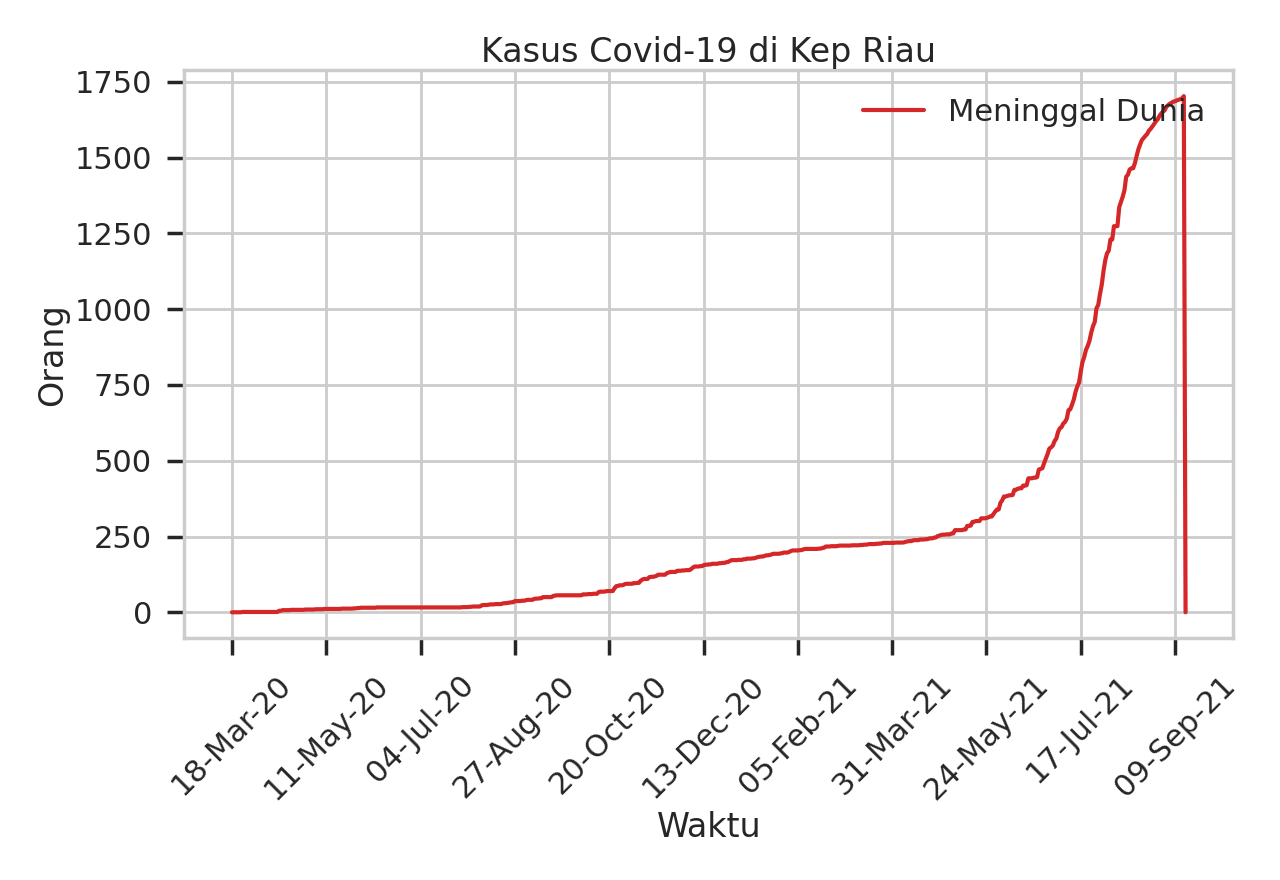 Kasus Covid-19 di Kep Riau
Meninggal Dunia
1750
1500
1250
1000
750
500
250
0
Orang
18-Mar-20
11-May-20
04-Jul-20
27-Aug-20
20-Oct-20
13-Dec-20
05-Feb-21
31-Mar-21
24-May-21
17-Jul-21
09-Sep-21
Waktu